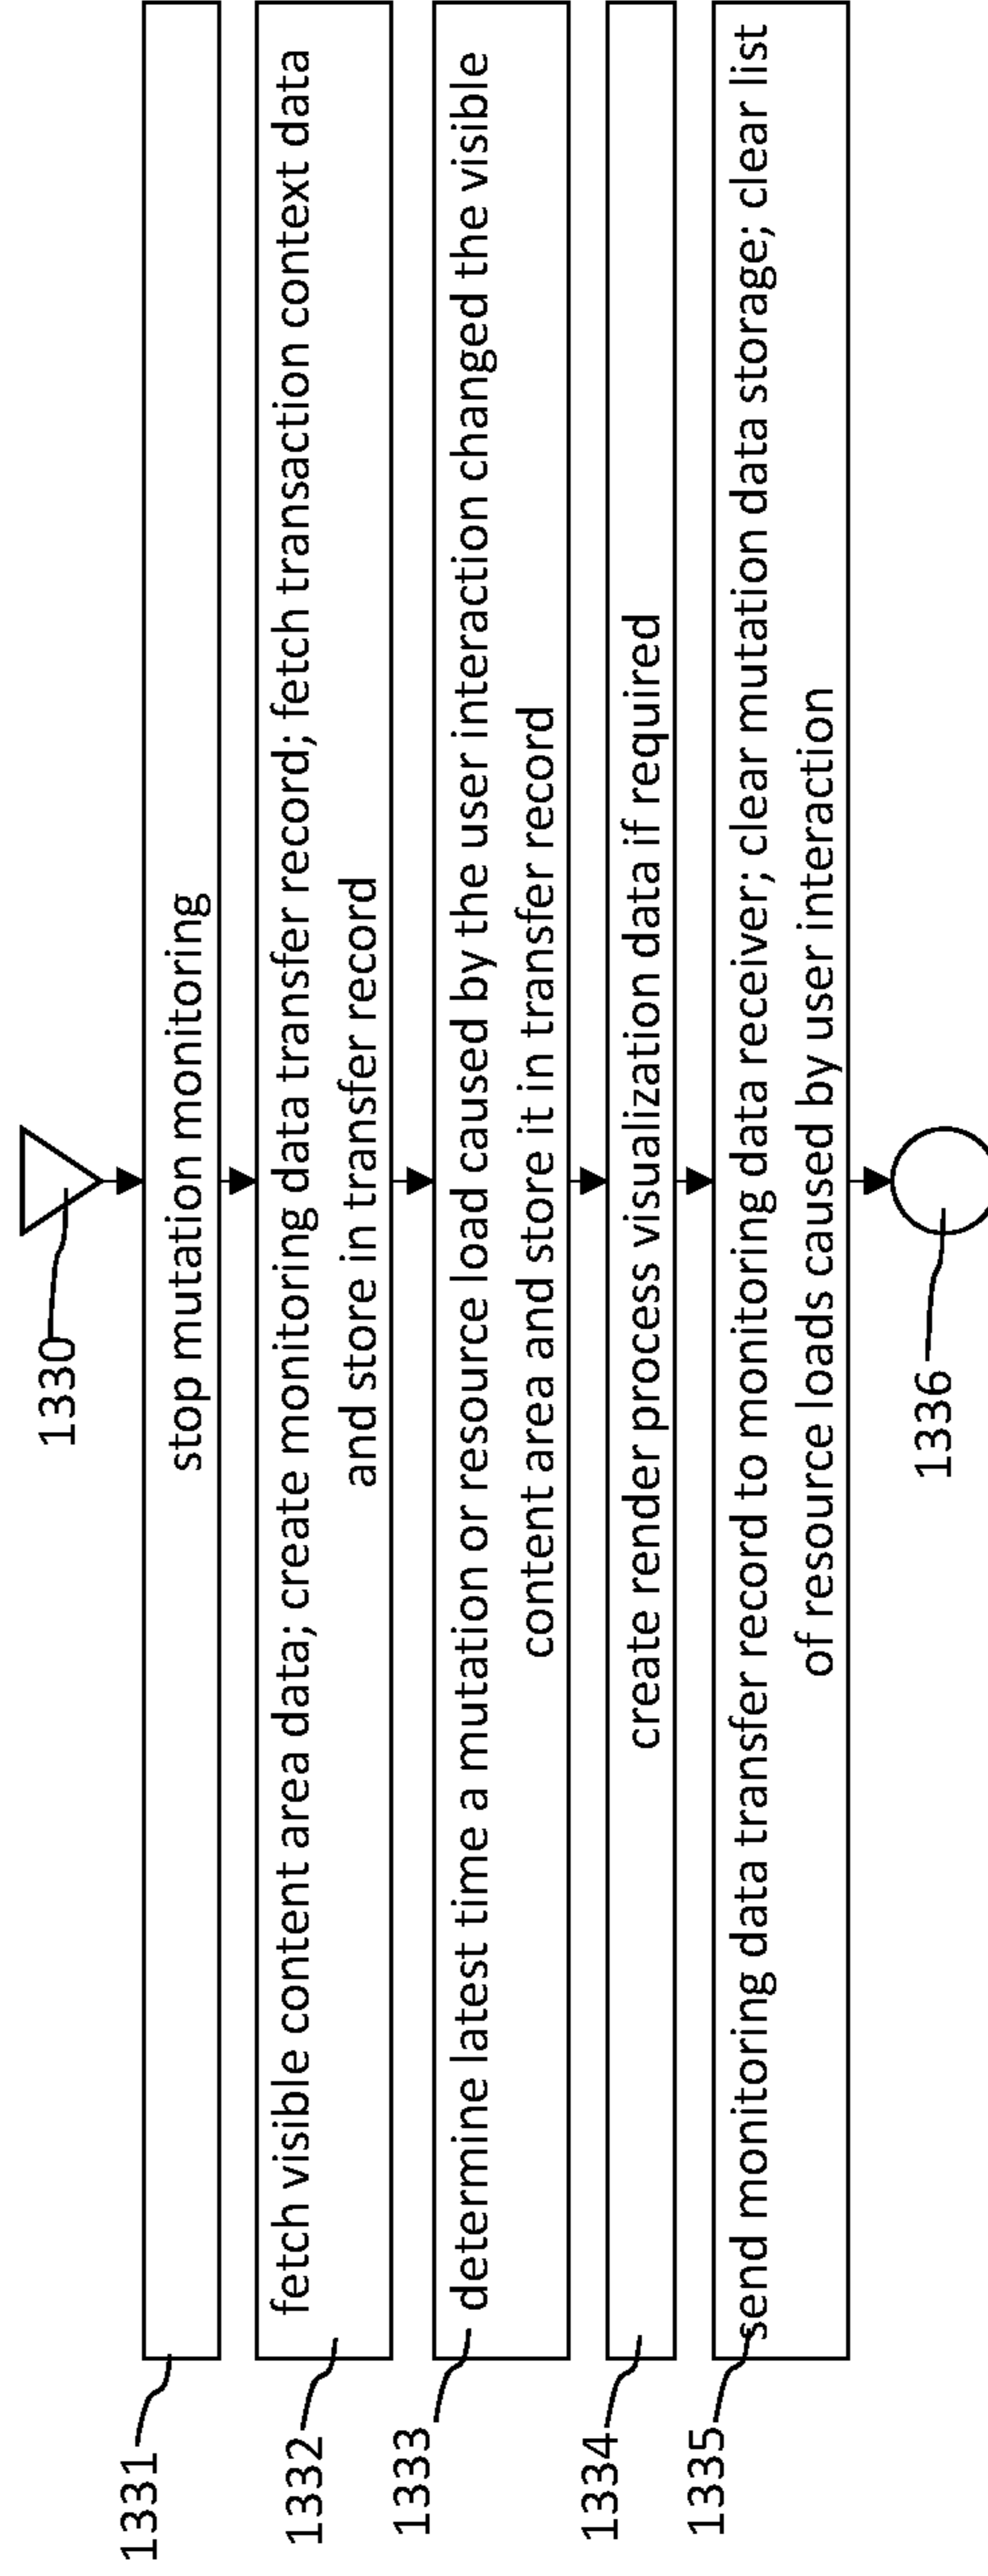 1330
1331
stop mutation monitoring
1332
fetch visible content area data; create monitoring data transfer record; fetch transaction context data
and store in transfer record
1333
determine latest time a mutation or resource load caused by the user interaction changed the visible
content area and store it in transfer record
1334
create render process visualization data if required
1335
send monitoring data transfer record to monitoring data receiver; clear mutation data storage; clear list
of resource loads caused by user interaction
1336